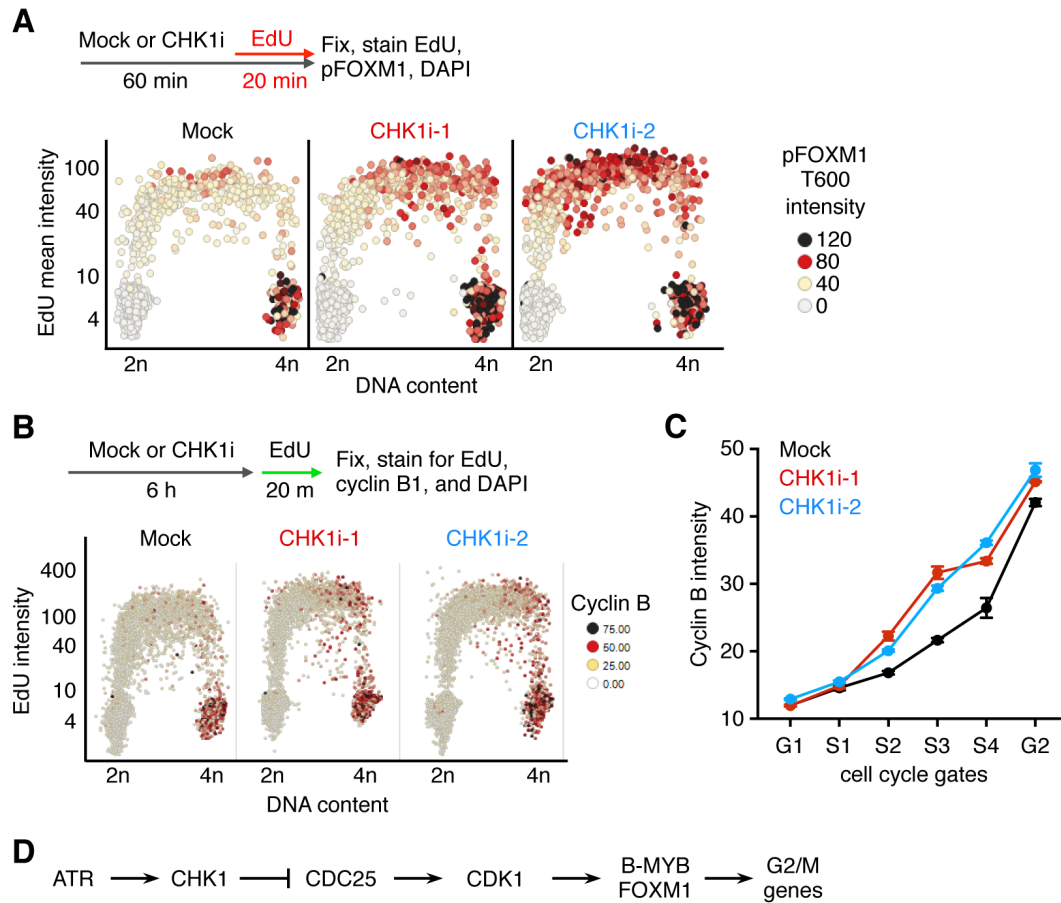 A
Mock or CHK1i
EdU
60 min
20 min
Fix, stain EdU,
pFOXM1, DAPI
Mock
CHK1i-1
CHK1i-2
EdU mean intensity
100
40
10
4
2n
4n
2n
4n
2n
4n
DNA content
pFOXM1
T600
intensity
120
80
40
0
B
Mock or CHK1i
EdU
6 h
20 m
Fix, stain for EdU,
cyclin B1, and DAPI
Mock
CHK1i-1
CHK1i-2
EdU intensity
400
100
40
10
4
2n
4n
2n
4n
2n
4n
DNA content
Cyclin B
75.00
50.00
25.00
0.00
C
Mock
CHK1i-1
CHK1i-2
Cyclin B intensity
50
40
30
20
10
G1 S1 S2 S3 S4 G2
cell cycle gates
D
ATR
CHK1
CDC25
CDK1
B-MYB
FOXM1
G2/M
genes